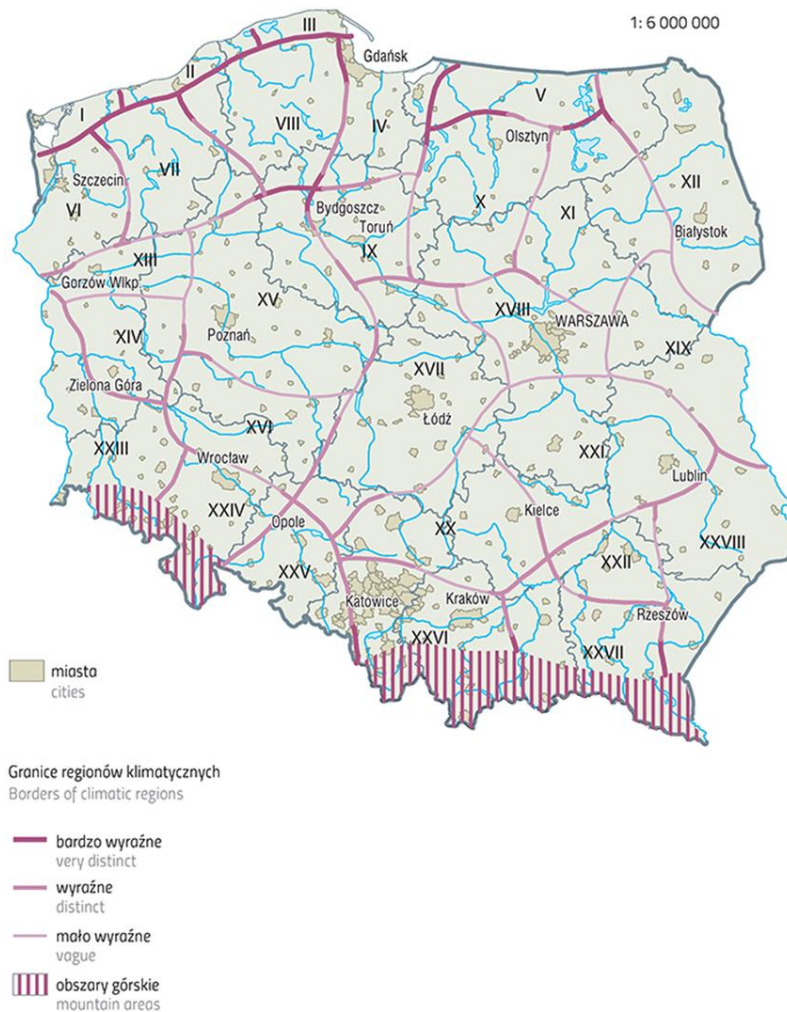 1: 6 000 000
III
Gdańsk
II
V
I
VIII
IV
Olsztyn
VII
Szczecin
XII
VI
Bydgoszcz
X
XI
Toruń
Białystok
IX
XIII
Gorzów Wlkp.
XV
XVIII
WARSZAWA
XIV
Poznań
XIX
XVII
Zielona Góra
Łódź
XVI
XXIII
Wrocław
XXI
Lublin
XXIV
Opole
Kielce
XX
XXVIII
XXV
XXII
Katowice
Kraków
Rzeszów
XXVI
XXVII
miasta
cities
Granice regionów klimatycznych
Borders of climatic regions
bardzo wyraźne
very distinct
wyraźne
distinct
mało wyraźne
vague
obszary górskie
mountain areas